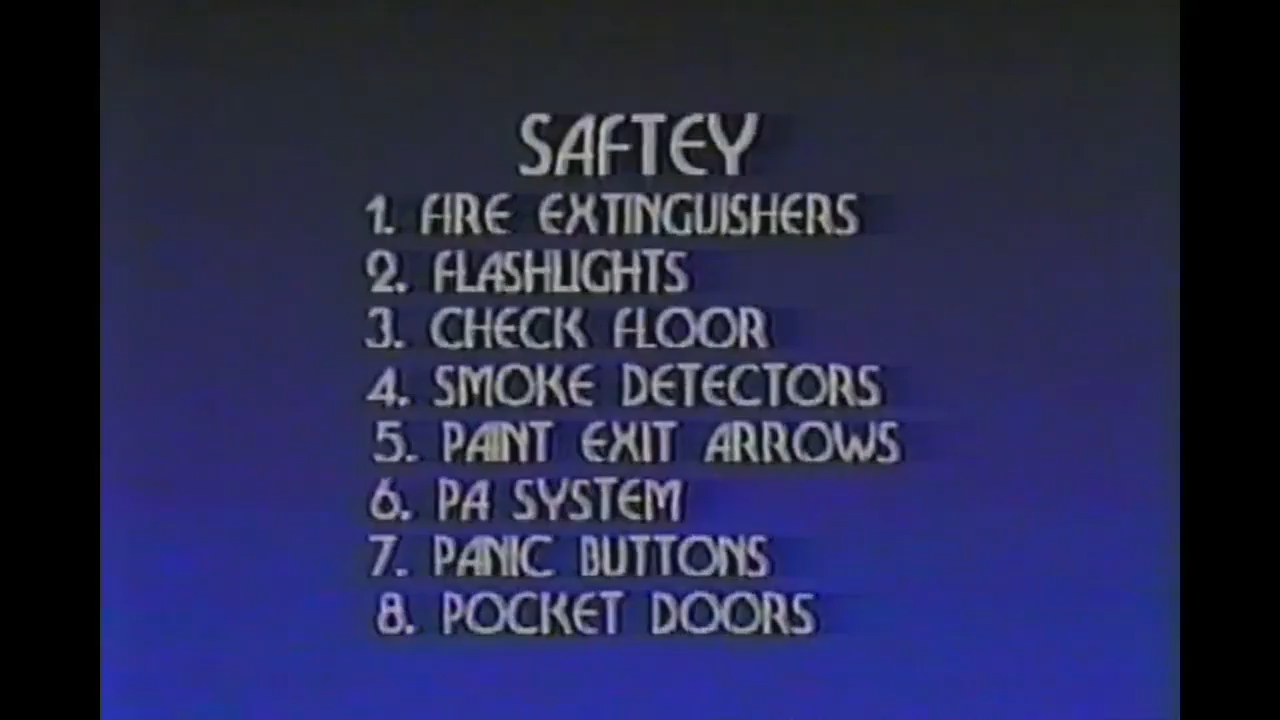 SAFTEY
1. FIRE EXTINGUISHERS
2. FLASHLIGHTS
3. CHECK FLOOR
4. SMOKE DETECTORS
5. PAINT EXIT ARROWS
6. PA SYSTEM
7. PANIC BUTTONS
8. POCKET DOORS